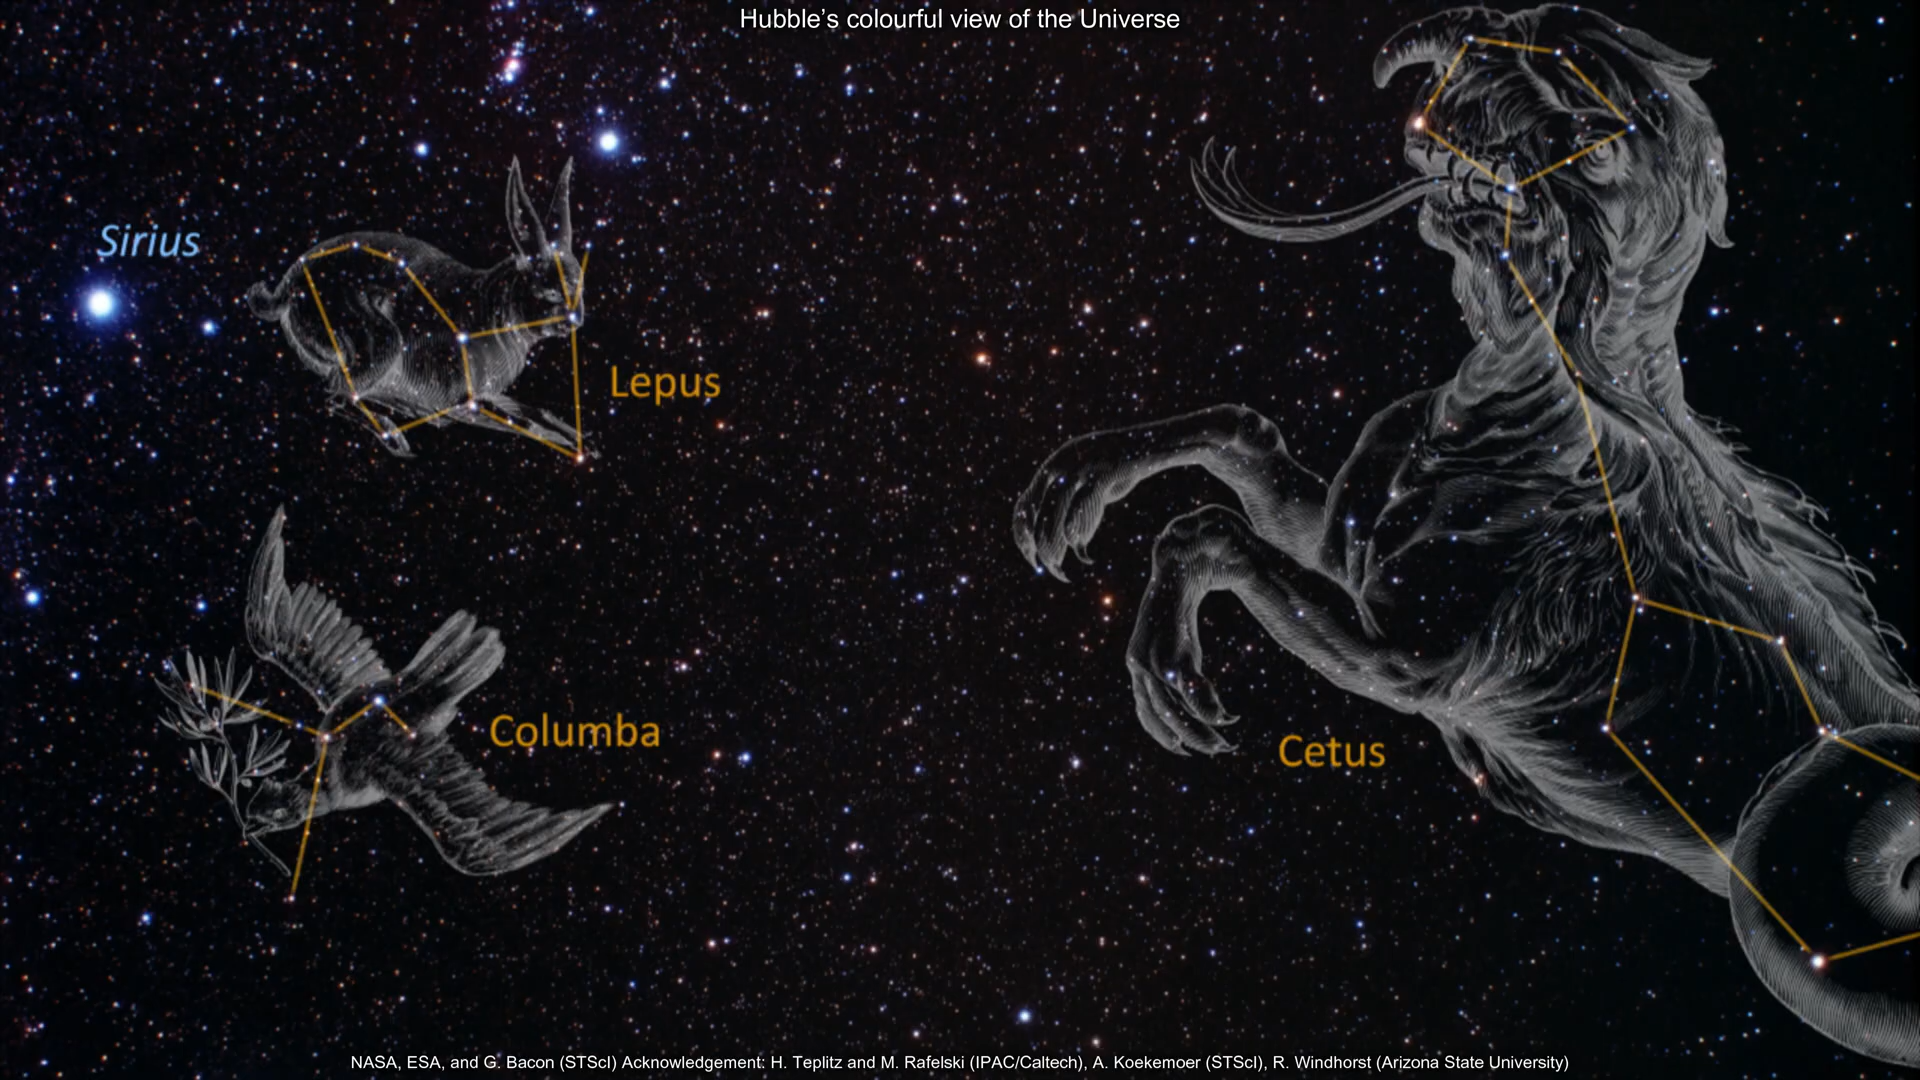 Hubble’s colourful view of the Universe
Sirius
Lepus
Columba
Cetus
NASA, ESA, and G. Bacon (STScI) Acknowledgement: H. Teplitz and M. Rafelski (IPAC/Caltech), A. Koekemoer (STScI), R. Windhorst (Arizona State University)